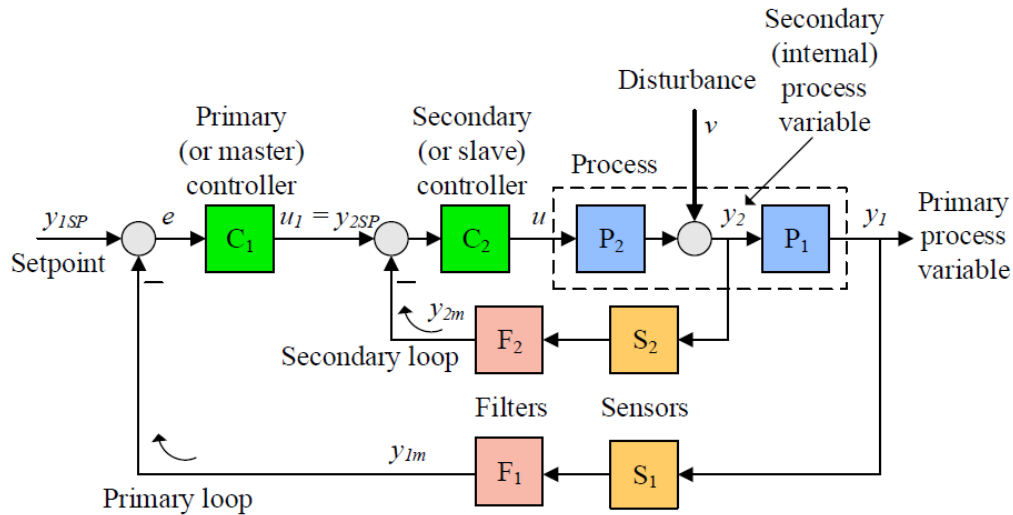 Secondary
(internal)
process
variable
Disturbance
v
Primary
(or master)
controller
Secondary
(or slave)
controller
Process
y1SP
e
C1
u1 = y2SP
C2
u
P2
y2
P1
y1
Primary
process
variable
Setpoint
y2m
F2
S2
Secondary loop
Filters
Sensors
y1m
F1
S1
Primary loop